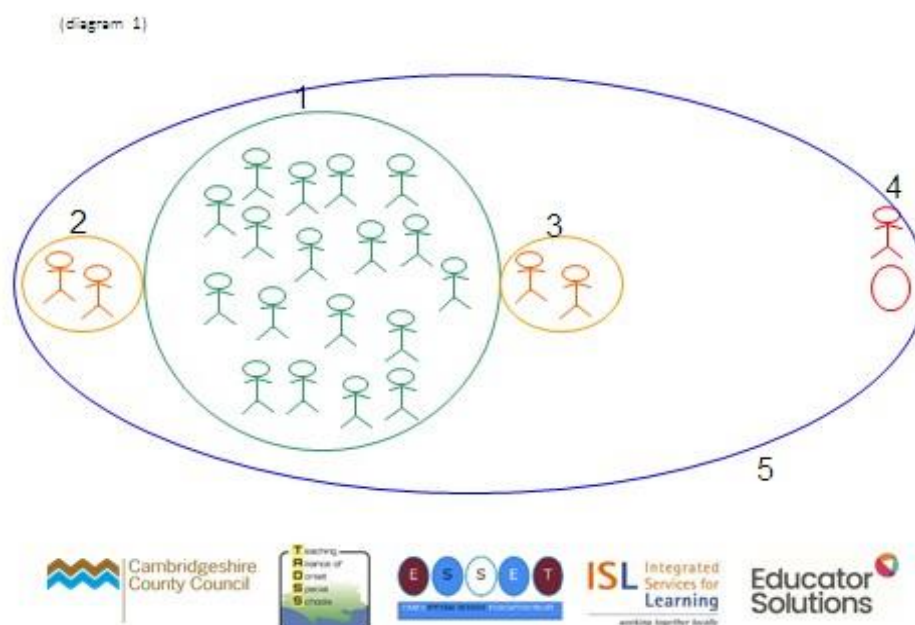 (diagram 1)
1
2
3
4
5
Cambridgeshire
County Council
Teaching
Alliance of
Dorset
Special
Schools
E S S E T
ISL Integrated
Services for
Learning
working together locally
Educator
Solutions